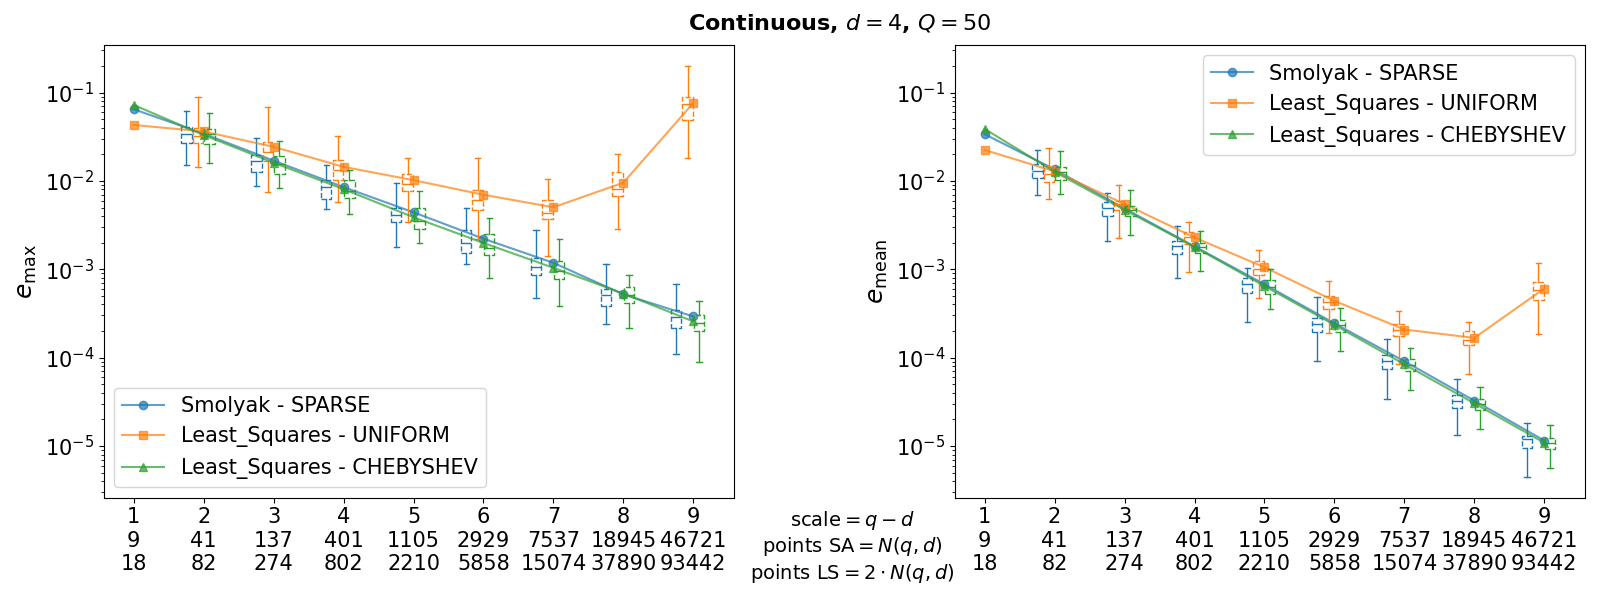 Continuous, d = 4, Q = 50
e_max
10^{-1}
10^{-2}
10^{-3}
10^{-4}
10^{-5}
Smolyak - SPARSE
Least_Squares - UNIFORM
Least_Squares - CHEBYSHEV
1 2 3 4 5 6 7 8 9
9 41 137 401 1105 2929 7537 18945 46721
18 82 274 802 2210 5858 15074 37890 93442
scale = q − d
points SA = N(q, d)
points LS = 2 · N(q, d)
e_mean
10^{-1}
10^{-2}
10^{-3}
10^{-4}
10^{-5}
Smolyak - SPARSE
Least_Squares - UNIFORM
Least_Squares - CHEBYSHEV
1 2 3 4 5 6 7 8 9
9 41 137 401 1105 2929 7537 18945 46721
18 82 274 802 2210 5858 15074 37890 93442